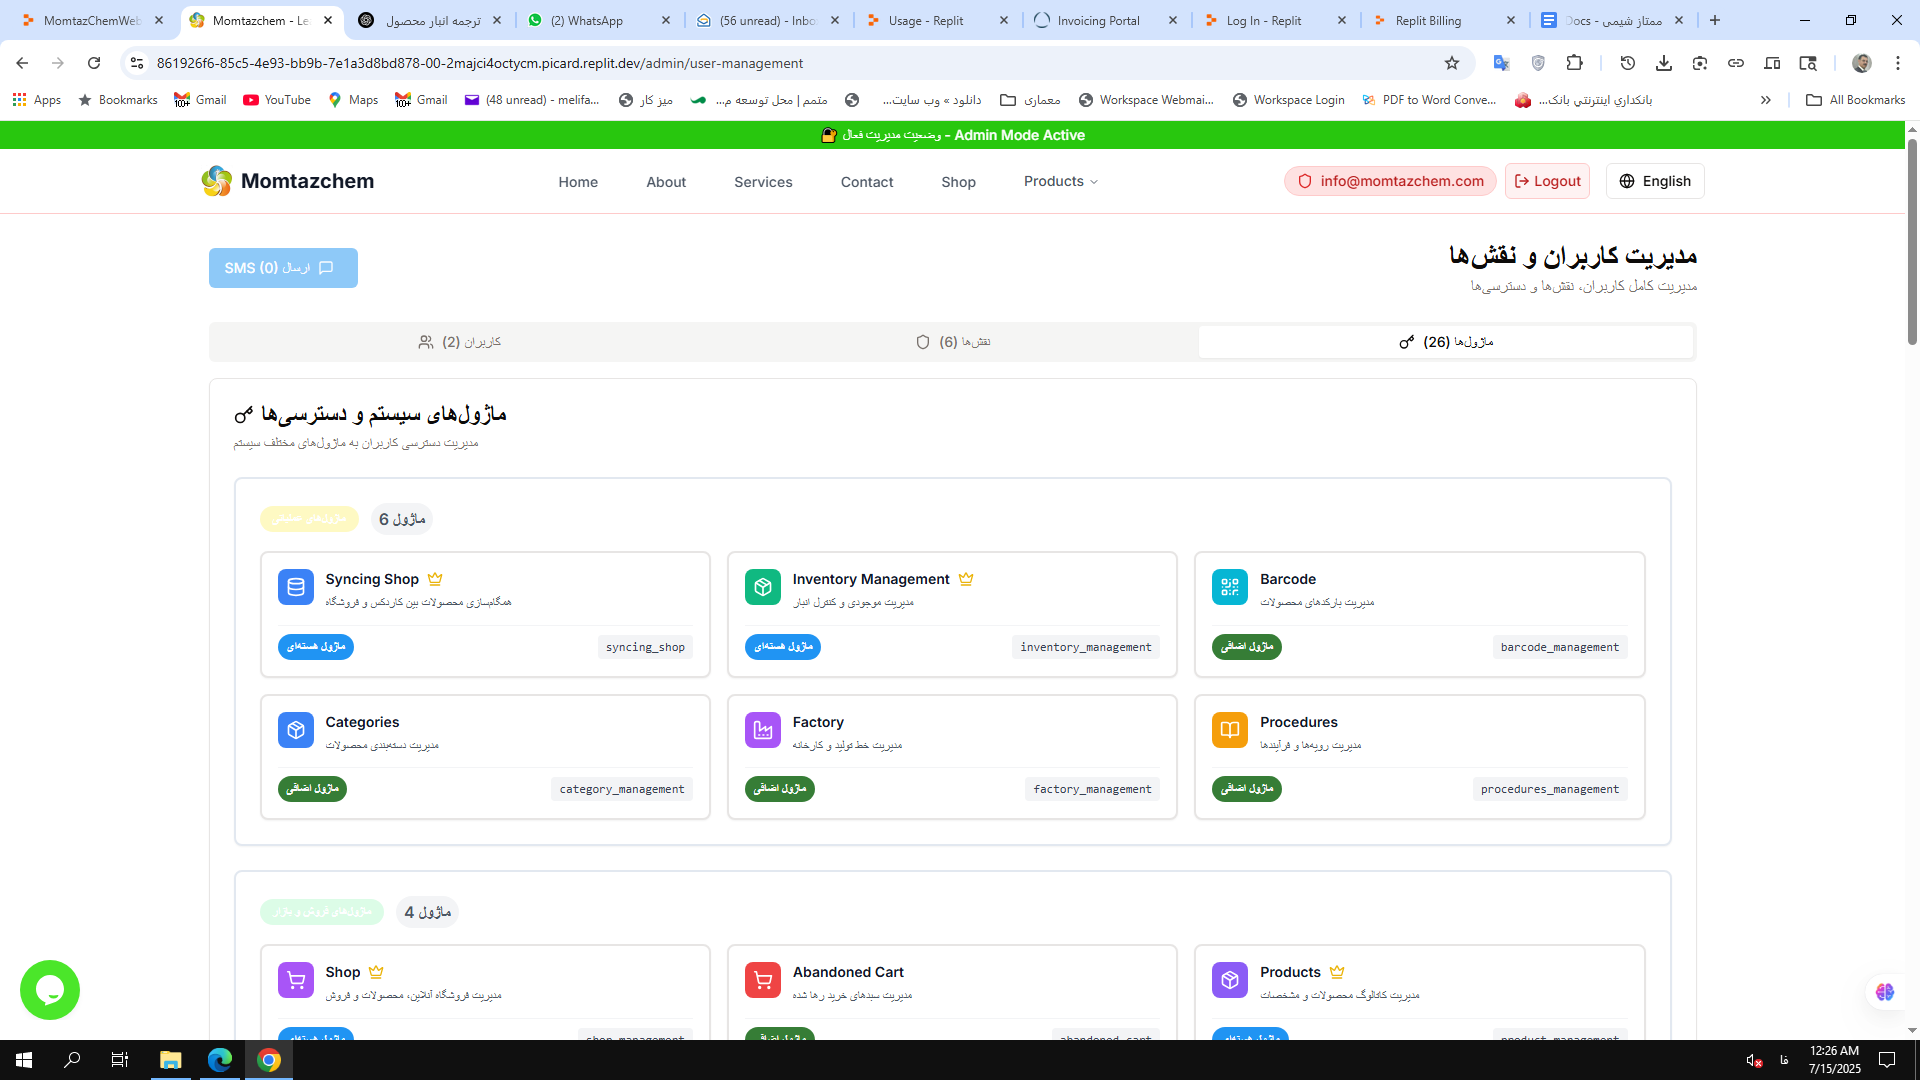 MomtazChemWeb
Momtazchem - Le
ترجمه انبار محصول
(2) WhatsApp
(56 unread) - Inbo
Usage - Replit
Invoicing Portal
Log In - Replit
Replit Billing
ممتاز شیمی - Docs
861926f6-85c5-4e93-bb9b-7e1a3d8bd878-00-2majci4octycm.picard.replit.dev/admin/user-management
Apps
Bookmarks
Gmail
YouTube
Maps
Gmail
(48 unread) - melifa...
میز کار
متمم | محل توسعه م...
دانلود » وب سایت...
معماری
Workspace Webmai...
Workspace Login
PDF to Word Conve...
بانکداري اينترنتي بانک...
All Bookmarks
وضعیت مدیریت فعال - Admin Mode Active
Momtazchem
Home
About
Services
Contact
Shop
Products
info@momtazchem.com
Logout
English
مدیریت کاربران و نقش‌ها
مدیریت کامل کاربران، نقش‌ها و دسترسی‌ها
ارسال SMS (0)
ماژول‌ها (26)
نقش‌ها (6)
کاربران (2)
ماژول‌های سیستم و دسترسی‌ها
مدیریت دسترسی کاربران به ماژول‌های مختلف سیستم
6 ماژول
Syncing Shop
همگام‌سازی محصولات بین کاردکس و فروشگاه
ماژول هسته‌ای
syncing_shop
Inventory Management
مدیریت موجودی و کنترل انبار
ماژول هسته‌ای
inventory_management
Barcode
مدیریت بارکدهای محصولات
ماژول اضافی
barcode_management
Categories
مدیریت دسته‌بندی محصولات
ماژول اضافی
category_management
Factory
مدیریت خط تولید و کارخانه
ماژول اضافی
factory_management
Procedures
مدیریت رویه‌ها و فرآیندها
ماژول اضافی
procedures_management
ماژول‌های فروش و بازار
4 ماژول
Shop
مدیریت فروشگاه آنلاین، محصولات و فروش
shop_management
Abandoned Cart
مدیریت سبدهای خرید رها شده
abandoned_cart
Products
مدیریت کاتالوگ محصولات و مشخصات
product_management
فا
12:26 AM
7/15/2025